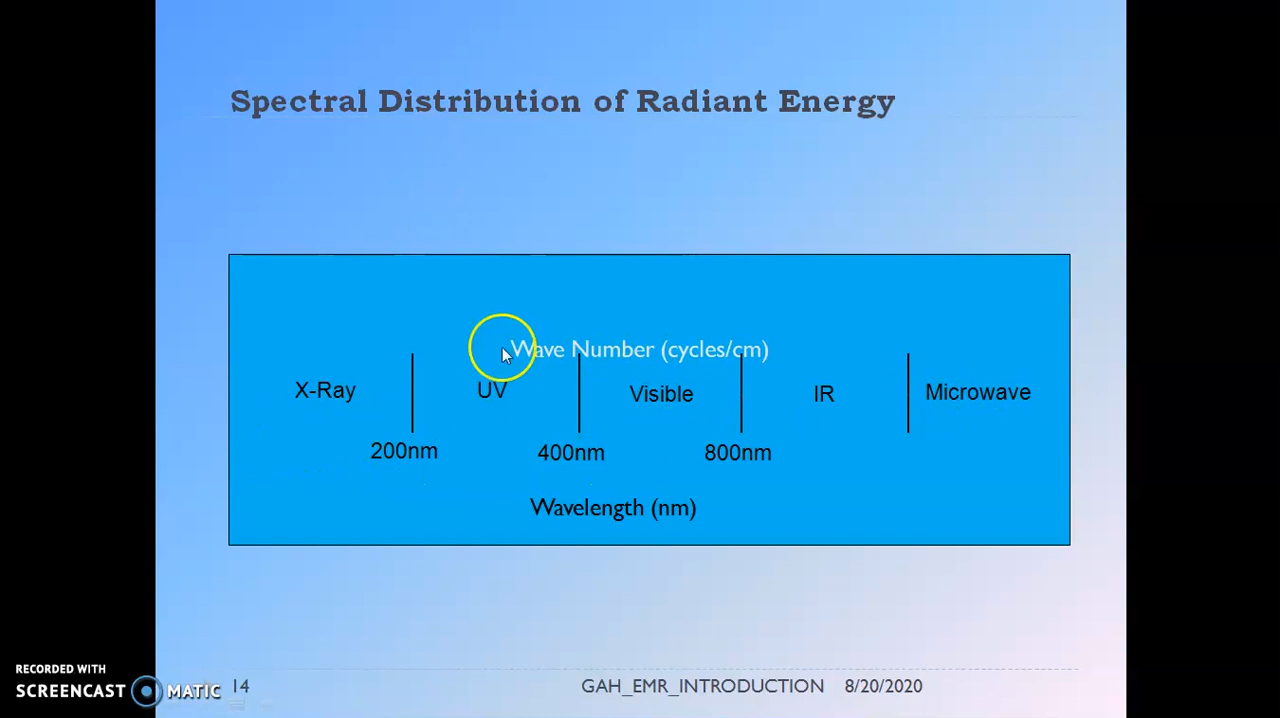 Spectral Distribution of Radiant Energy
Wave Number (cycles/cm)
X-Ray UV Visible IR Microwave
200nm 400nm 800nm
Wavelength (nm)
RECORDED WITH
SCREENCAST MATIC
14 GAH_EMR_INTRODUCTION 8/20/2020